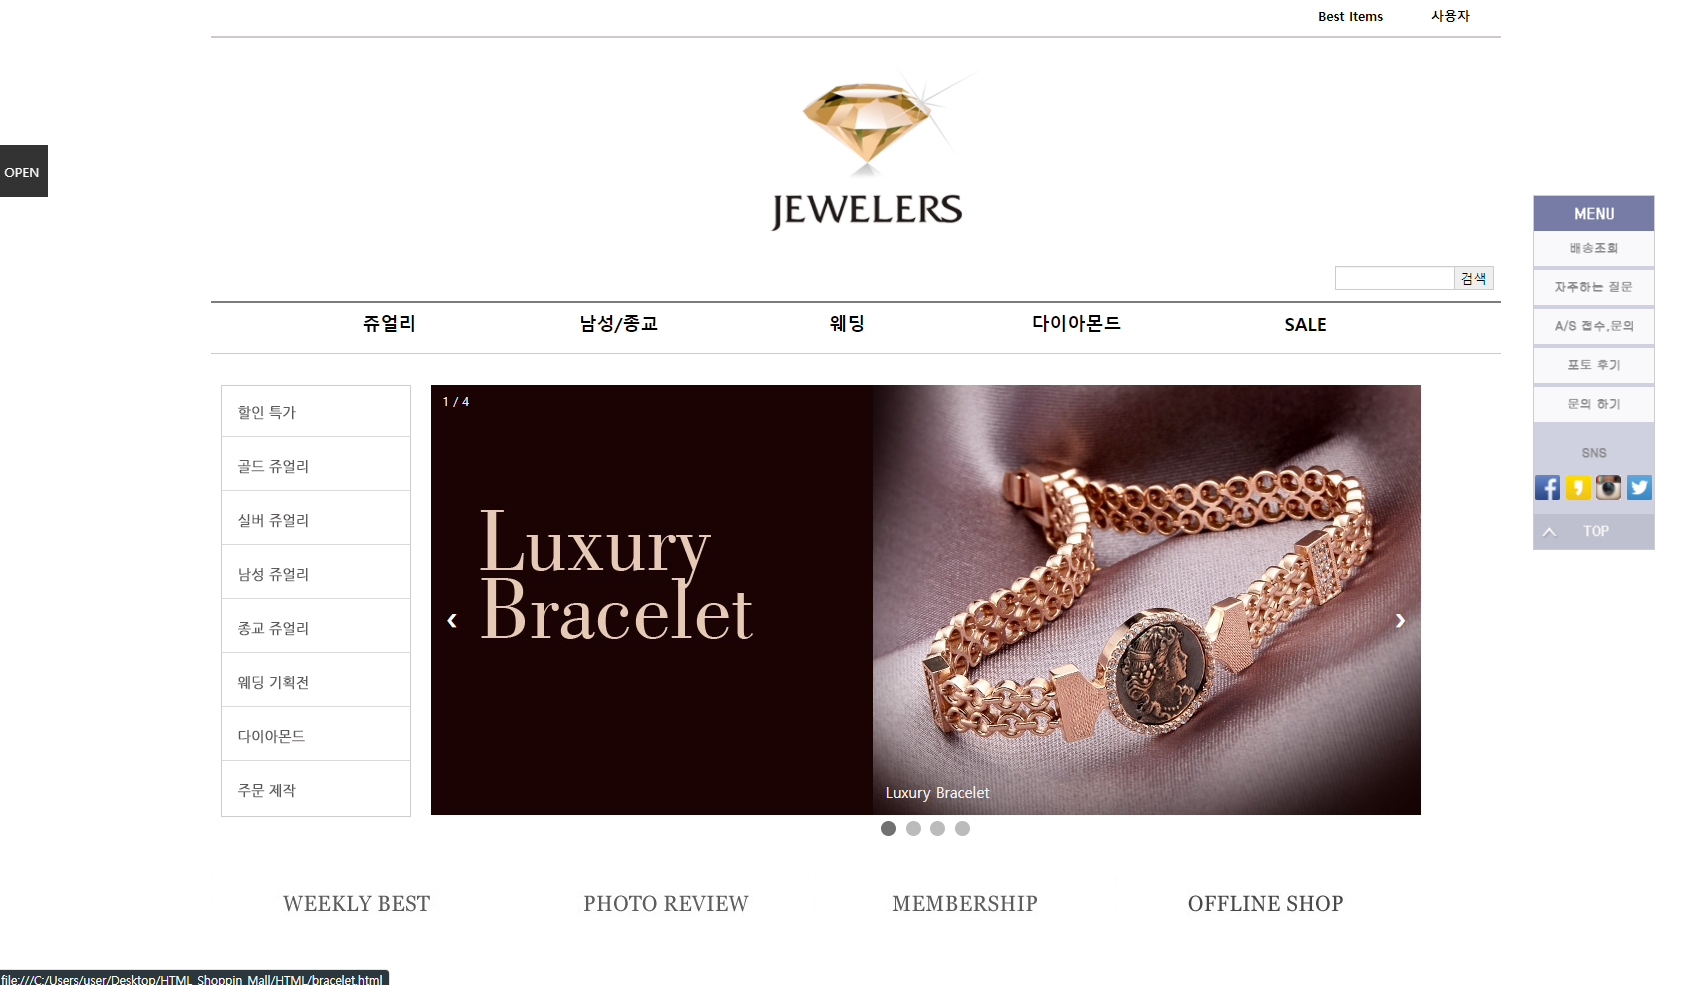 Best Items 사용자
OPEN
JEWELERS
검색
쥬얼리 남성/종교 웨딩 다이아몬드 SALE
할인 특가
골드 쥬얼리
실버 쥬얼리
남성 쥬얼리
종교 쥬얼리
웨딩 기획전
다이아몬드
주문 제작
1 / 4
Luxury
Bracelet
❮ ❯
Luxury Bracelet
MENU
배송조회
자주하는 질문
A/S 접수,문의
포토 후기
문의 하기
SNS
TOP
WEEKLY BEST PHOTO REVIEW MEMBERSHIP OFFLINE SHOP
file:///C:/Users/user/Desktop/HTML_Shoppin_Mall/HTML/bracelet.html